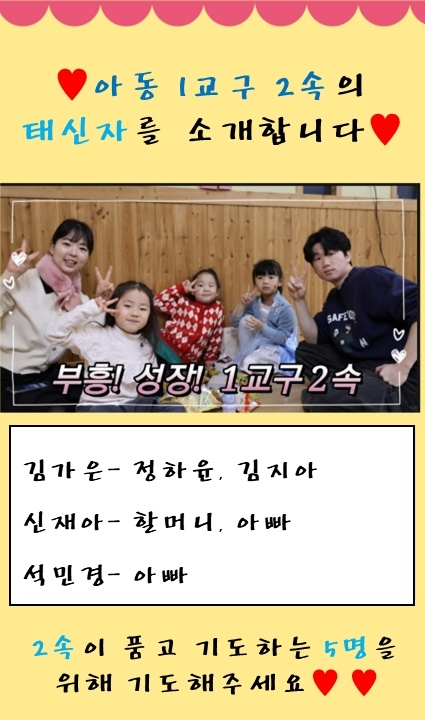 ♥아동 1교구 2속의
태신자를 소개합니다♥
SAFE
부흥! 성장! 1교구 2속
김가은- 정하윤, 김지아
신재아- 할머니, 아빠
석민경- 아빠
2속이 품고 기도하는 5명을
위해 기도해주세요♥ ♥